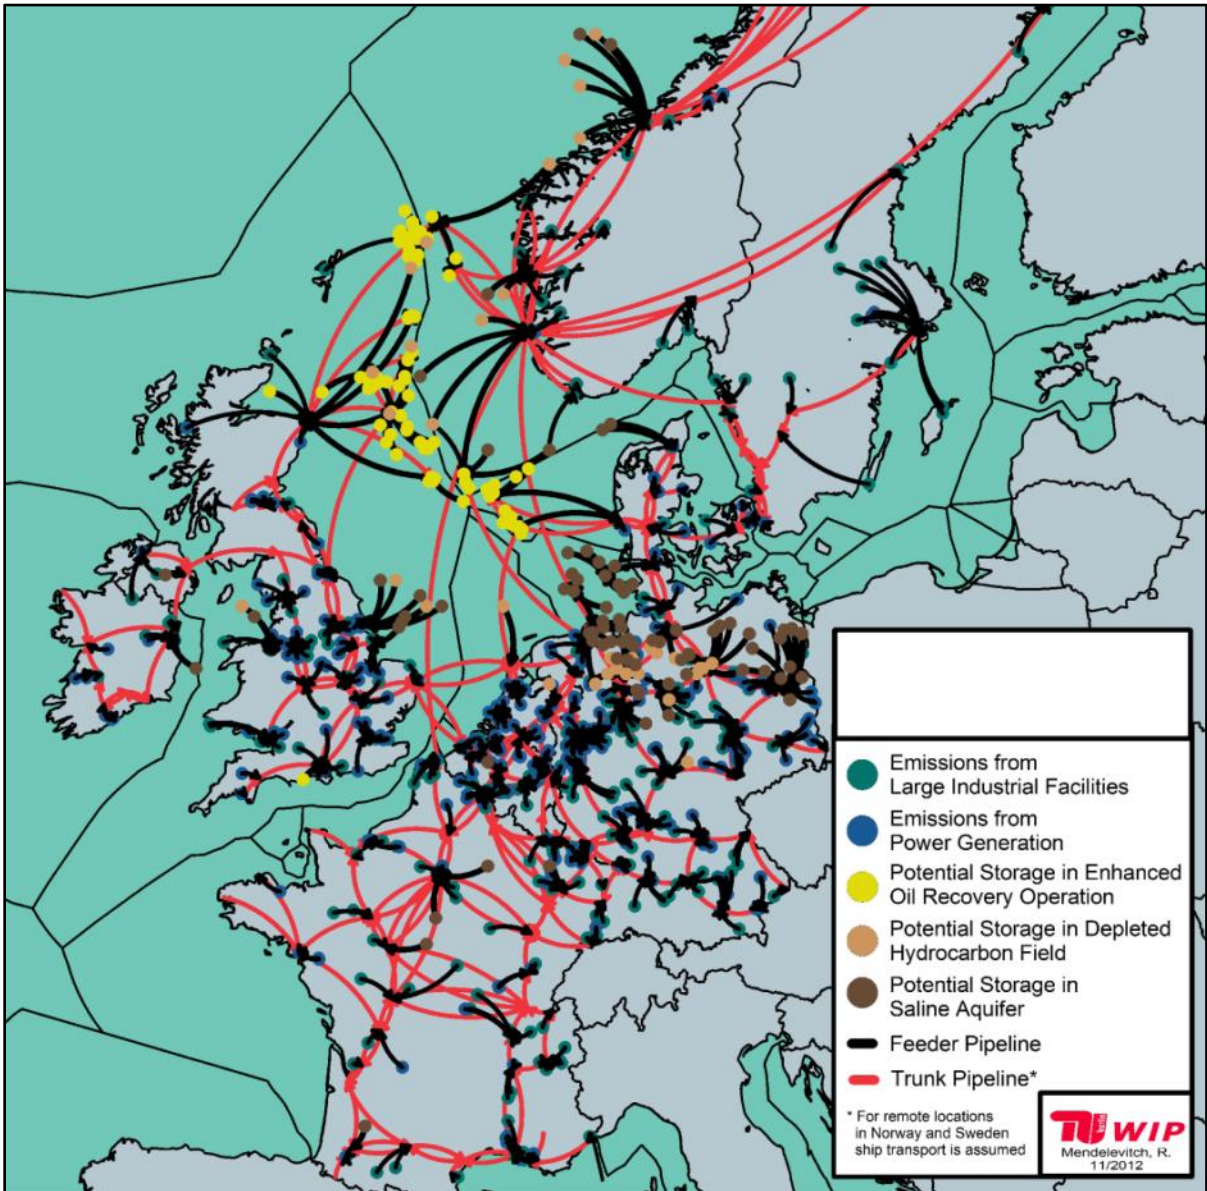 Emissions from
Large Industrial Facilities
Emissions from
Power Generation
Potential Storage in Enhanced
Oil Recovery Operation
Potential Storage in Depleted
Hydrocarbon Field
Potential Storage in
Saline Aquifer
Feeder Pipeline
Trunk Pipeline*
* For remote locations
in Norway and Sweden
ship transport is assumed
berlin
WIP
Mendelevitch, R.
11/2012